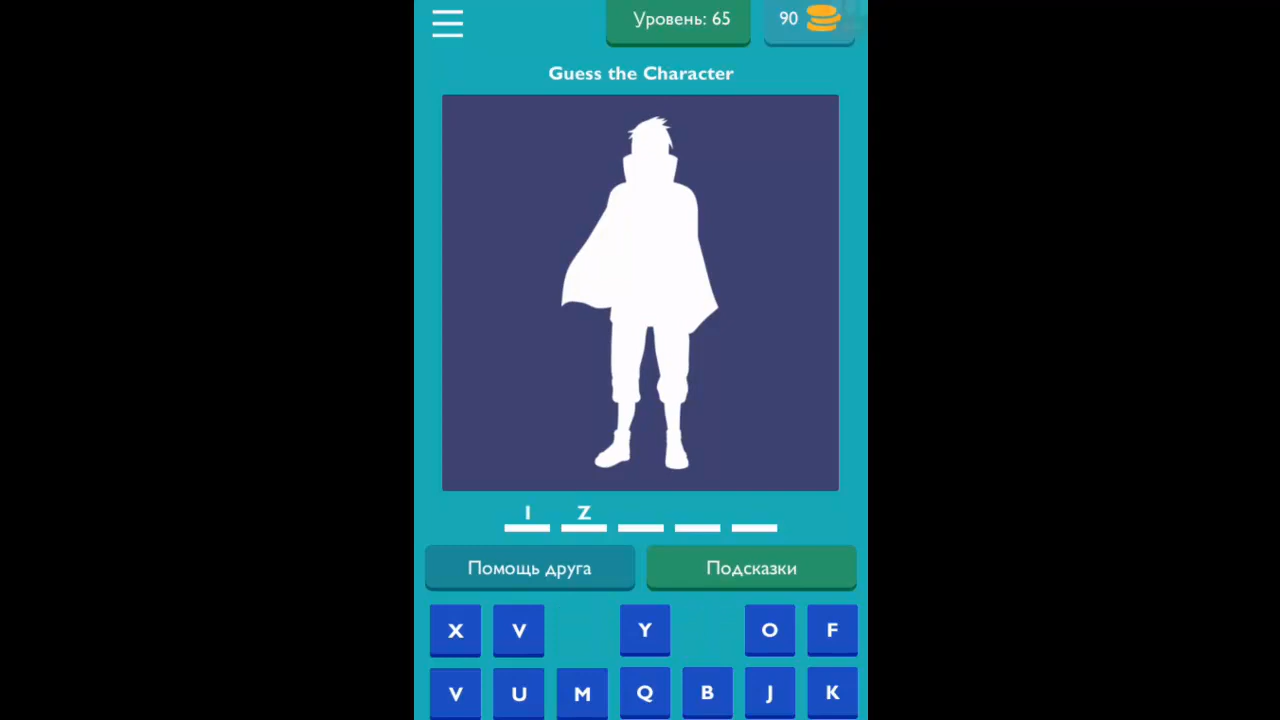 Уровень: 65
90
Guess the Character
I Z
Помощь друга
Подсказки
X V Y O F
V U M Q B J K